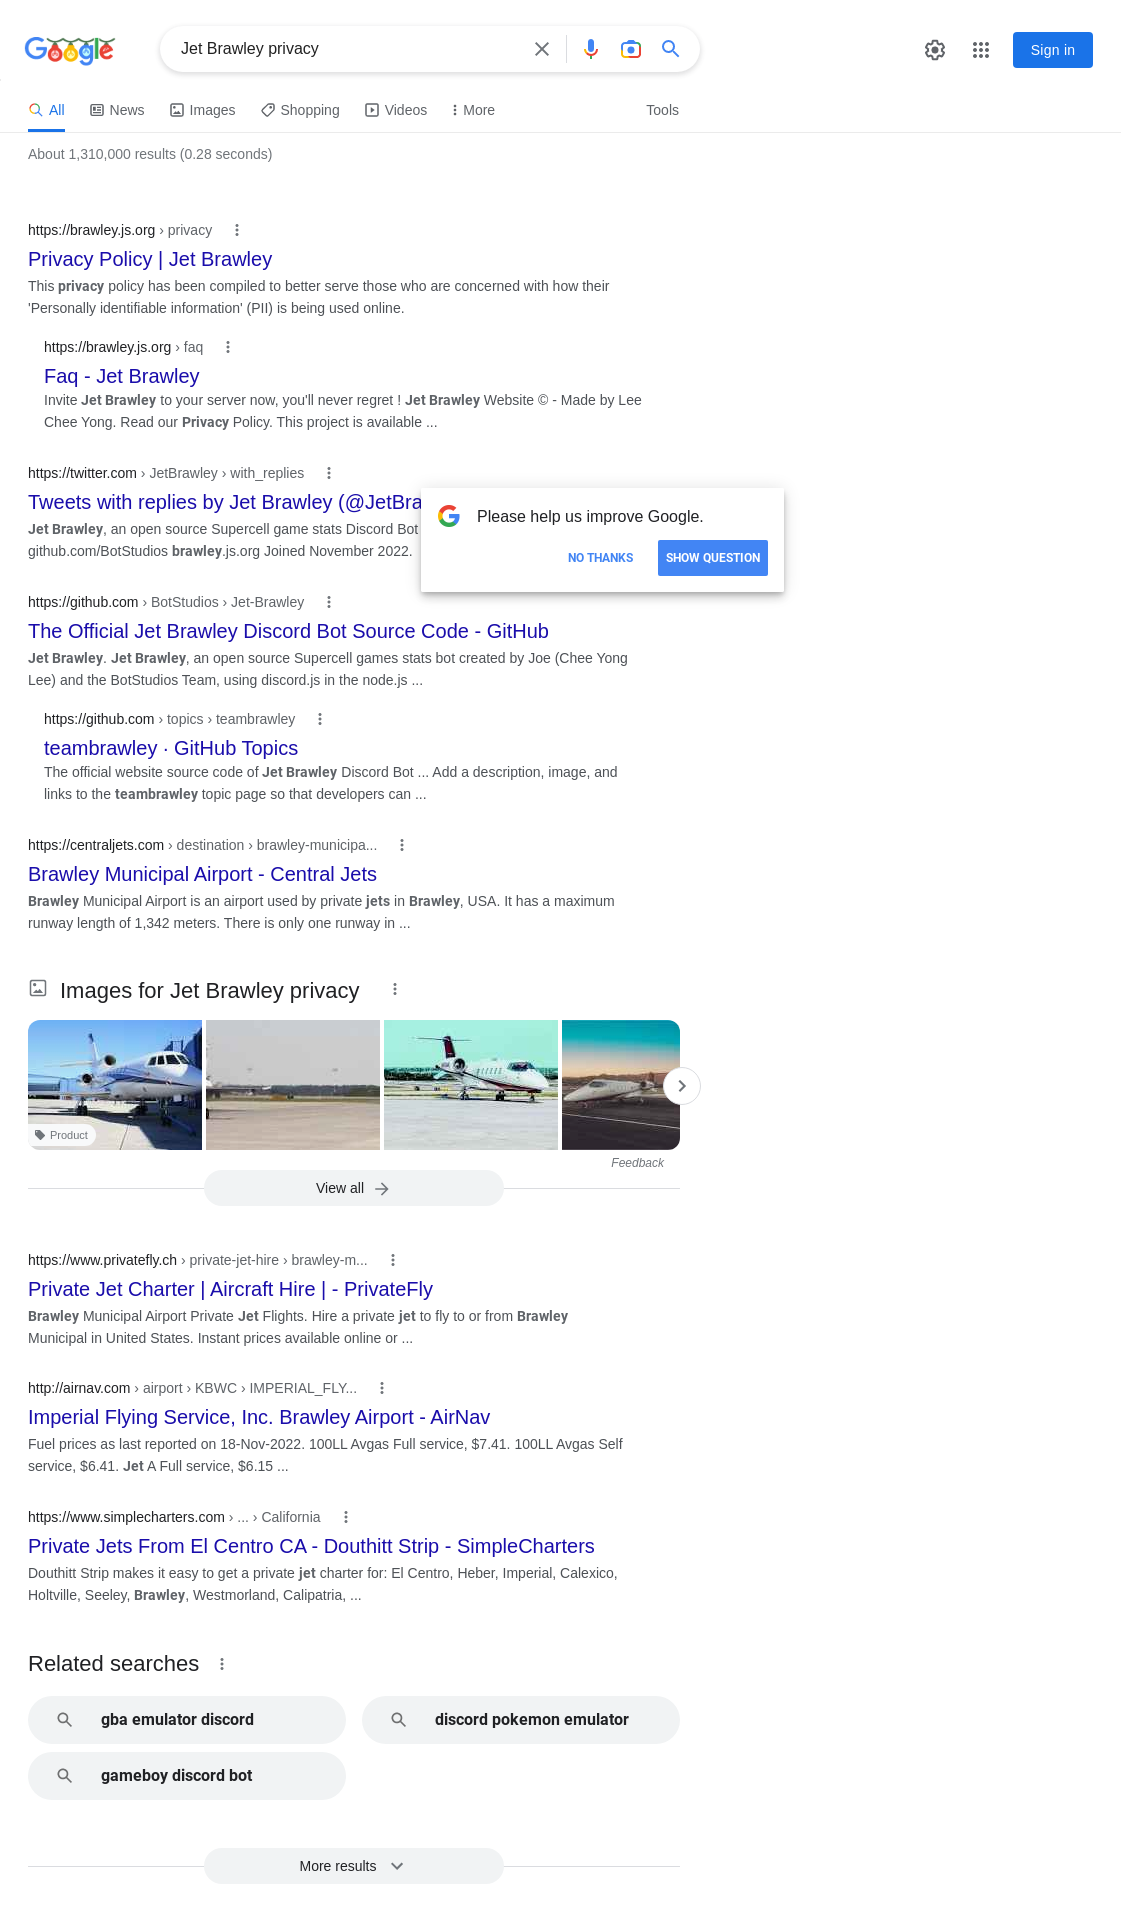 Google
Jet Brawley privacy
Sign in
All
News
Images
Shopping
Videos
More
Tools
About 1,310,000 results (0.28 seconds)
https://brawley.js.org › privacy
Privacy Policy | Jet Brawley
This privacy policy has been compiled to better serve those who are concerned with how their
'Personally identifiable information' (PII) is being used online.
https://brawley.js.org › faq
Faq - Jet Brawley
Invite Jet Brawley to your server now, you'll never regret ! Jet Brawley Website © - Made by Lee
Chee Yong. Read our Privacy Policy. This project is available ...
https://twitter.com › JetBrawley › with_replies
Tweets with replies by Jet Brawley (@JetBra
Jet Brawley, an open source Supercell game stats Discord Bot
github.com/BotStudios brawley.js.org Joined November 2022.
Please help us improve Google.
NO THANKS
SHOW QUESTION
https://github.com › BotStudios › Jet-Brawley
The Official Jet Brawley Discord Bot Source Code - GitHub
Jet Brawley. Jet Brawley, an open source Supercell games stats bot created by Joe (Chee Yong
Lee) and the BotStudios Team, using discord.js in the node.js ...
https://github.com › topics › teambrawley
teambrawley · GitHub Topics
The official website source code of Jet Brawley Discord Bot ... Add a description, image, and
links to the teambrawley topic page so that developers can ...
https://centraljets.com › destination › brawley-municipa...
Brawley Municipal Airport - Central Jets
Brawley Municipal Airport is an airport used by private jets in Brawley, USA. It has a maximum
runway length of 1,342 meters. There is only one runway in ...
Images for Jet Brawley privacy
Product
Feedback
View all
https://www.privatefly.ch › private-jet-hire › brawley-m...
Private Jet Charter | Aircraft Hire | - PrivateFly
Brawley Municipal Airport Private Jet Flights. Hire a private jet to fly to or from Brawley
Municipal in United States. Instant prices available online or ...
http://airnav.com › airport › KBWC › IMPERIAL_FLY...
Imperial Flying Service, Inc. Brawley Airport - AirNav
Fuel prices as last reported on 18-Nov-2022. 100LL Avgas Full service, $7.41. 100LL Avgas Self
service, $6.41. Jet A Full service, $6.15 ...
https://www.simplecharters.com › ... › California
Private Jets From El Centro CA - Douthitt Strip - SimpleCharters
Douthitt Strip makes it easy to get a private jet charter for: El Centro, Heber, Imperial, Calexico,
Holtville, Seeley, Brawley, Westmorland, Calipatria, ...
Related searches
gba emulator discord
discord pokemon emulator
gameboy discord bot
More results